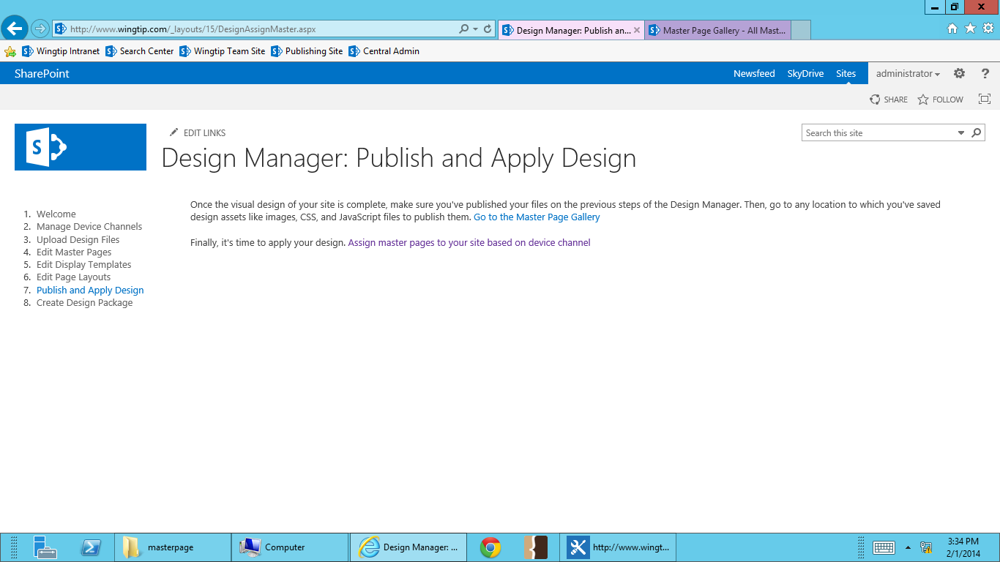 http://www.wingtip.com/_layouts/15/DesignAssignMaster.aspx
Design Manager: Publish an...
Master Page Gallery - All Mast...
Wingtip Intranet
Search Center
Wingtip Team Site
Publishing Site
Central Admin
SharePoint
Newsfeed
SkyDrive
Sites
administrator
?
SHARE
FOLLOW
S
EDIT LINKS
Search this site
Design Manager: Publish and Apply Design
1. Welcome
2. Manage Device Channels
3. Upload Design Files
4. Edit Master Pages
5. Edit Display Templates
6. Edit Page Layouts
7. Publish and Apply Design
8. Create Design Package
Once the visual design of your site is complete, make sure you've published your files on the previous steps of the Design Manager. Then, go to any location to which you've saved
design assets like images, CSS, and JavaScript files to publish them. Go to the Master Page Gallery
Finally, it's time to apply your design. Assign master pages to your site based on device channel
masterpage
Computer
Design Manager: ...
http://www.wingt...
3:34 PM
2/1/2014